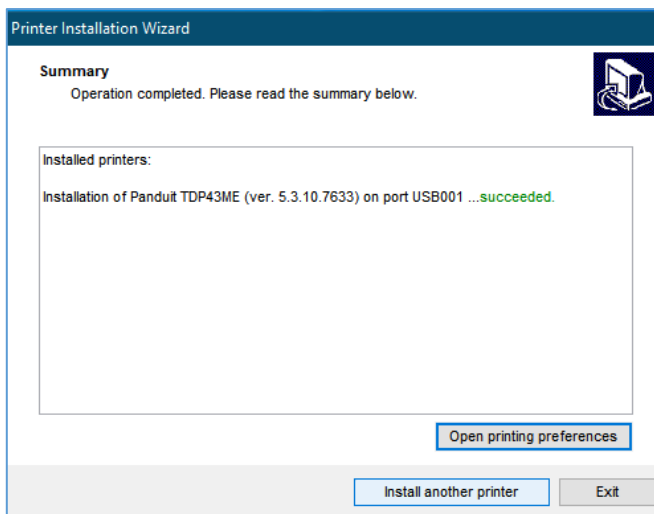 Printer Installation Wizard
Summary
Operation completed. Please read the summary below.
Installed printers:
Installation of Panduit TDP43ME (ver. 5.3.10.7633) on port USB001 ...succeeded.
Open printing preferences
Install another printer
Exit